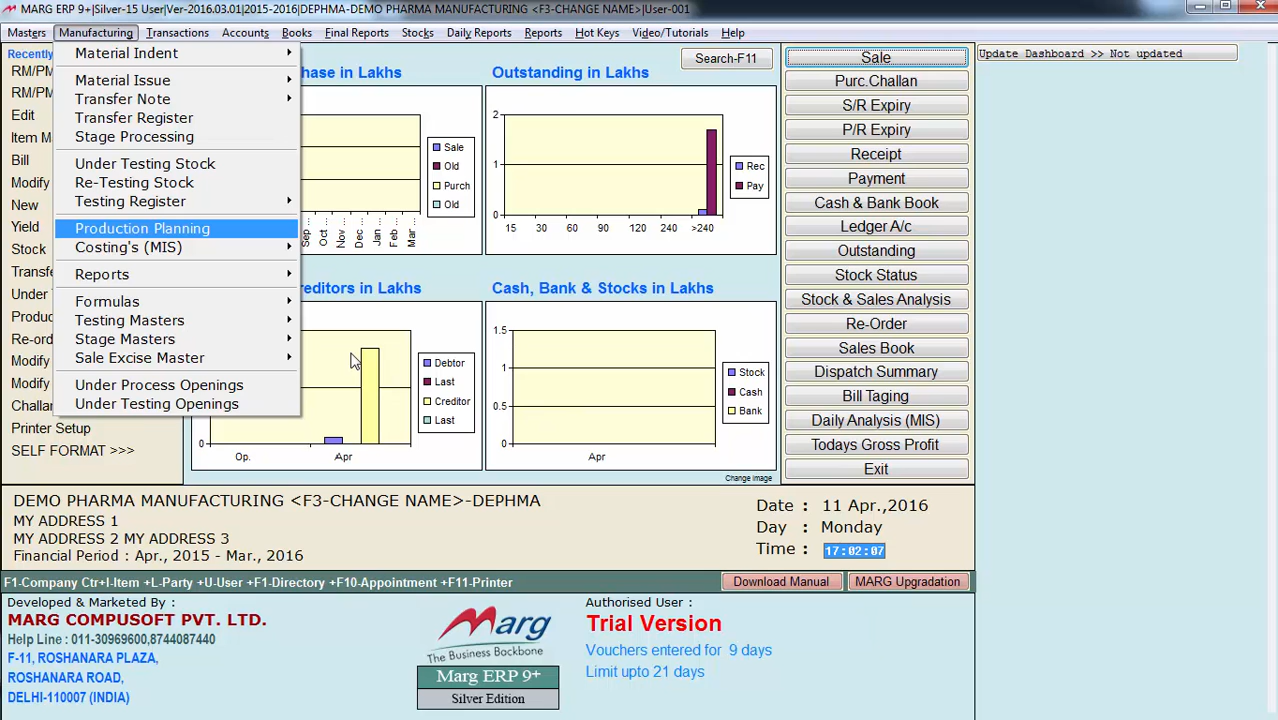 MARG ERP 9+|Silver-15 User|Ver-2016.03.01|2015-2016|DEPHMA-DEMO PHARMA MANUFACTURING <F3-CHANGE NAME>|User-001
Masters Manufacturing Transactions Accounts Books Final Reports Stocks Daily Reports Reports Hot Keys Video/Tutorials Help
Recently
RM/PM
RM/PM
Edit
Item M
Bill
Modify
New
Yield
Stock
Transfe
Under T
Produc
Re-ord
Modify
Modify
Challan
Printer Setup
SELF FORMAT >>>
Material Indent
Material Issue
Transfer Note
Transfer Register
Stage Processing
Under Testing Stock
Re-Testing Stock
Testing Register
Production Planning
Costing's (MIS)
Reports
Formulas
Testing Masters
Stage Masters
Sale Excise Master
Under Process Openings
Under Testing Openings
hase in Lakhs
Sale
Old
Purch
Old
Sep ...
Oct ...
Nov ...
Dec ...
Jan ...
Feb ...
Mar ...
Outstanding in Lakhs
Search-F11
2
1
0
15 30 60 90 120 240 >240
Rec
Pay
reditors in Lakhs
0
Op. Apr
Debtor
Last
Creditor
Last
Cash, Bank & Stocks in Lakhs
1.5
1
0.5
0
Apr
Stock
Cash
Bank
Change Image
Sale
Purc.Challan
S/R Expiry
P/R Expiry
Receipt
Payment
Cash & Bank Book
Ledger A/c
Outstanding
Stock Status
Stock & Sales Analysis
Re-Order
Sales Book
Dispatch Summary
Bill Taging
Daily Analysis (MIS)
Todays Gross Profit
Exit
Update Dashboard >> Not updated
DEMO PHARMA MANUFACTURING <F3-CHANGE NAME>-DEPHMA
MY ADDRESS 1
MY ADDRESS 2 MY ADDRESS 3
Financial Period : Apr., 2015 - Mar., 2016
Date : 11 Apr.,2016
Day : Monday
Time : 17:02:07
F1-Company Ctr+I-Item +L-Party +U-User +F1-Directory +F10-Appointment +F11-Printer
Download Manual
MARG Upgradation
Developed & Marketed By :
MARG COMPUSOFT PVT. LTD.
Help Line : 011-30969600,8744087440
F-11, ROSHANARA PLAZA,
ROSHANARA ROAD,
DELHI-110007 (INDIA)
Marg
The Business Backbone
Marg ERP 9+
Silver Edition
Authorised User :
Trial Version
Vouchers entered for 9 days
Limit upto 21 days